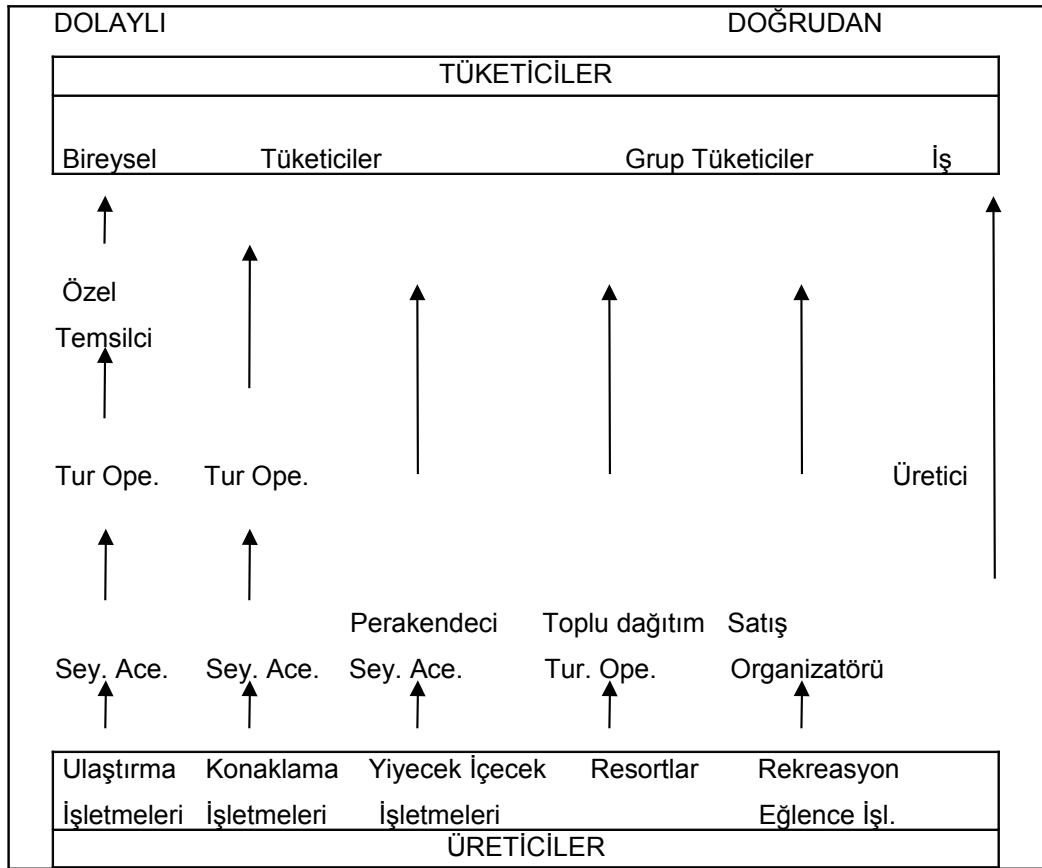 DOLAYLI DOĞRUDAN
TÜKETİCİLER
Bireysel Tüketiciler Grup Tüketiciler İş
Özel
Temsilci
Tur Ope. Tur Ope. Üretici
Perakendeci Toplu dağıtım Satış
Sey. Ace. Sey. Ace. Sey. Ace. Tur. Ope. Organizatörü
Ulaştırma Konaklama Yiyecek İçecek Resortlar Rekreasyon
İşletmeleri İşletmeleri İşletmeleri Eğlence İşl.
ÜRETİCİLER